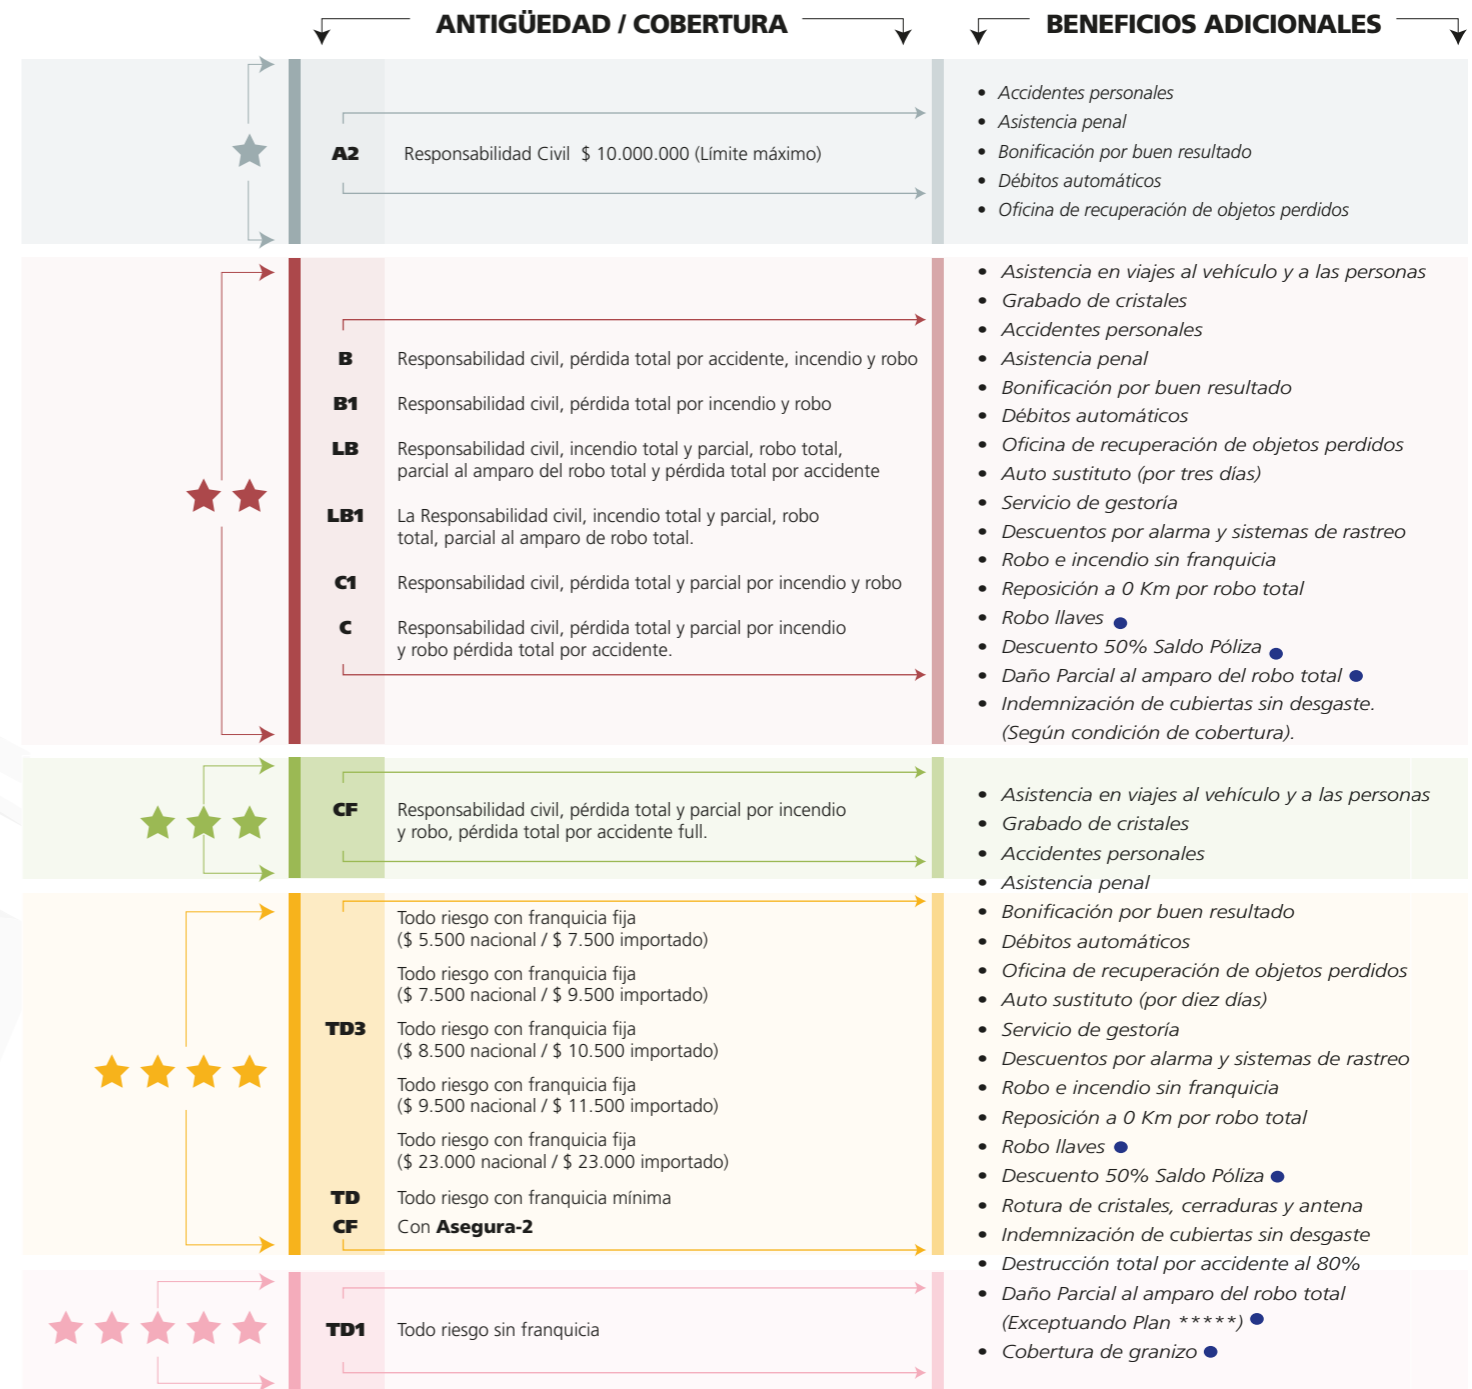 ANTIGÜEDAD / COBERTURA
BENEFICIOS ADICIONALES
A2
Responsabilidad Civil $ 10.000.000 (Límite máximo)
• Accidentes personales
• Asistencia penal
• Bonificación por buen resultado
• Débitos automáticos
• Oficina de recuperación de objetos perdidos
B
Responsabilidad civil, pérdida total por accidente, incendio y robo
B1
Responsabilidad civil, pérdida total por incendio y robo
LB
Responsabilidad civil, incendio total y parcial, robo total,
parcial al amparo del robo total y pérdida total por accidente
LB1
La Responsabilidad civil, incendio total y parcial, robo
total, parcial al amparo de robo total.
C1
Responsabilidad civil, pérdida total y parcial por incendio y robo
C
Responsabilidad civil, pérdida total y parcial por incendio
y robo pérdida total por accidente.
• Asistencia en viajes al vehículo y a las personas
• Grabado de cristales
• Accidentes personales
• Asistencia penal
• Bonificación por buen resultado
• Débitos automáticos
• Oficina de recuperación de objetos perdidos
• Auto sustituto (por tres días)
• Servicio de gestoría
• Descuentos por alarma y sistemas de rastreo
• Robo e incendio sin franquicia
• Reposición a 0 Km por robo total
• Robo llaves
• Descuento 50% Saldo Póliza
• Daño Parcial al amparo del robo total
• Indemnización de cubiertas sin desgaste.
(Según condición de cobertura).
CF
Responsabilidad civil, pérdida total y parcial por incendio
y robo, pérdida total por accidente full.
Todo riesgo con franquicia fija
($ 5.500 nacional / $ 7.500 importado)
Todo riesgo con franquicia fija
($ 7.500 nacional / $ 9.500 importado)
TD3
Todo riesgo con franquicia fija
($ 8.500 nacional / $ 10.500 importado)
Todo riesgo con franquicia fija
($ 9.500 nacional / $ 11.500 importado)
Todo riesgo con franquicia fija
($ 23.000 nacional / $ 23.000 importado)
TD
Todo riesgo con franquicia mínima
CF
Con Asegura-2
TD1
Todo riesgo sin franquicia
• Asistencia en viajes al vehículo y a las personas
• Grabado de cristales
• Accidentes personales
• Asistencia penal
• Bonificación por buen resultado
• Débitos automáticos
• Oficina de recuperación de objetos perdidos
• Auto sustituto (por diez días)
• Servicio de gestoría
• Descuentos por alarma y sistemas de rastreo
• Robo e incendio sin franquicia
• Reposición a 0 Km por robo total
• Robo llaves
• Descuento 50% Saldo Póliza
• Rotura de cristales, cerraduras y antena
• Indemnización de cubiertas sin desgaste
• Destrucción total por accidente al 80%
• Daño Parcial al amparo del robo total
(Exceptuando Plan *****)
• Cobertura de granizo